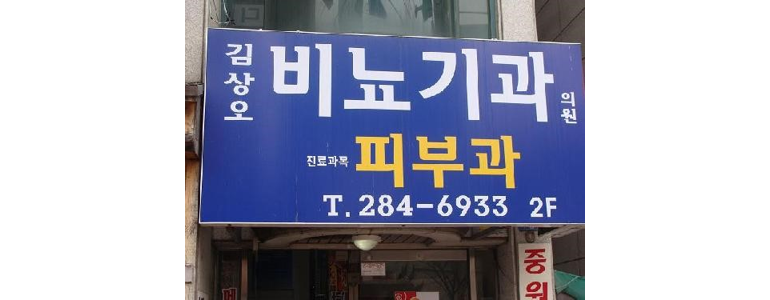 김상오 비뇨기과 의원
진료과목 피부과
T. 284-6933 2F
중원